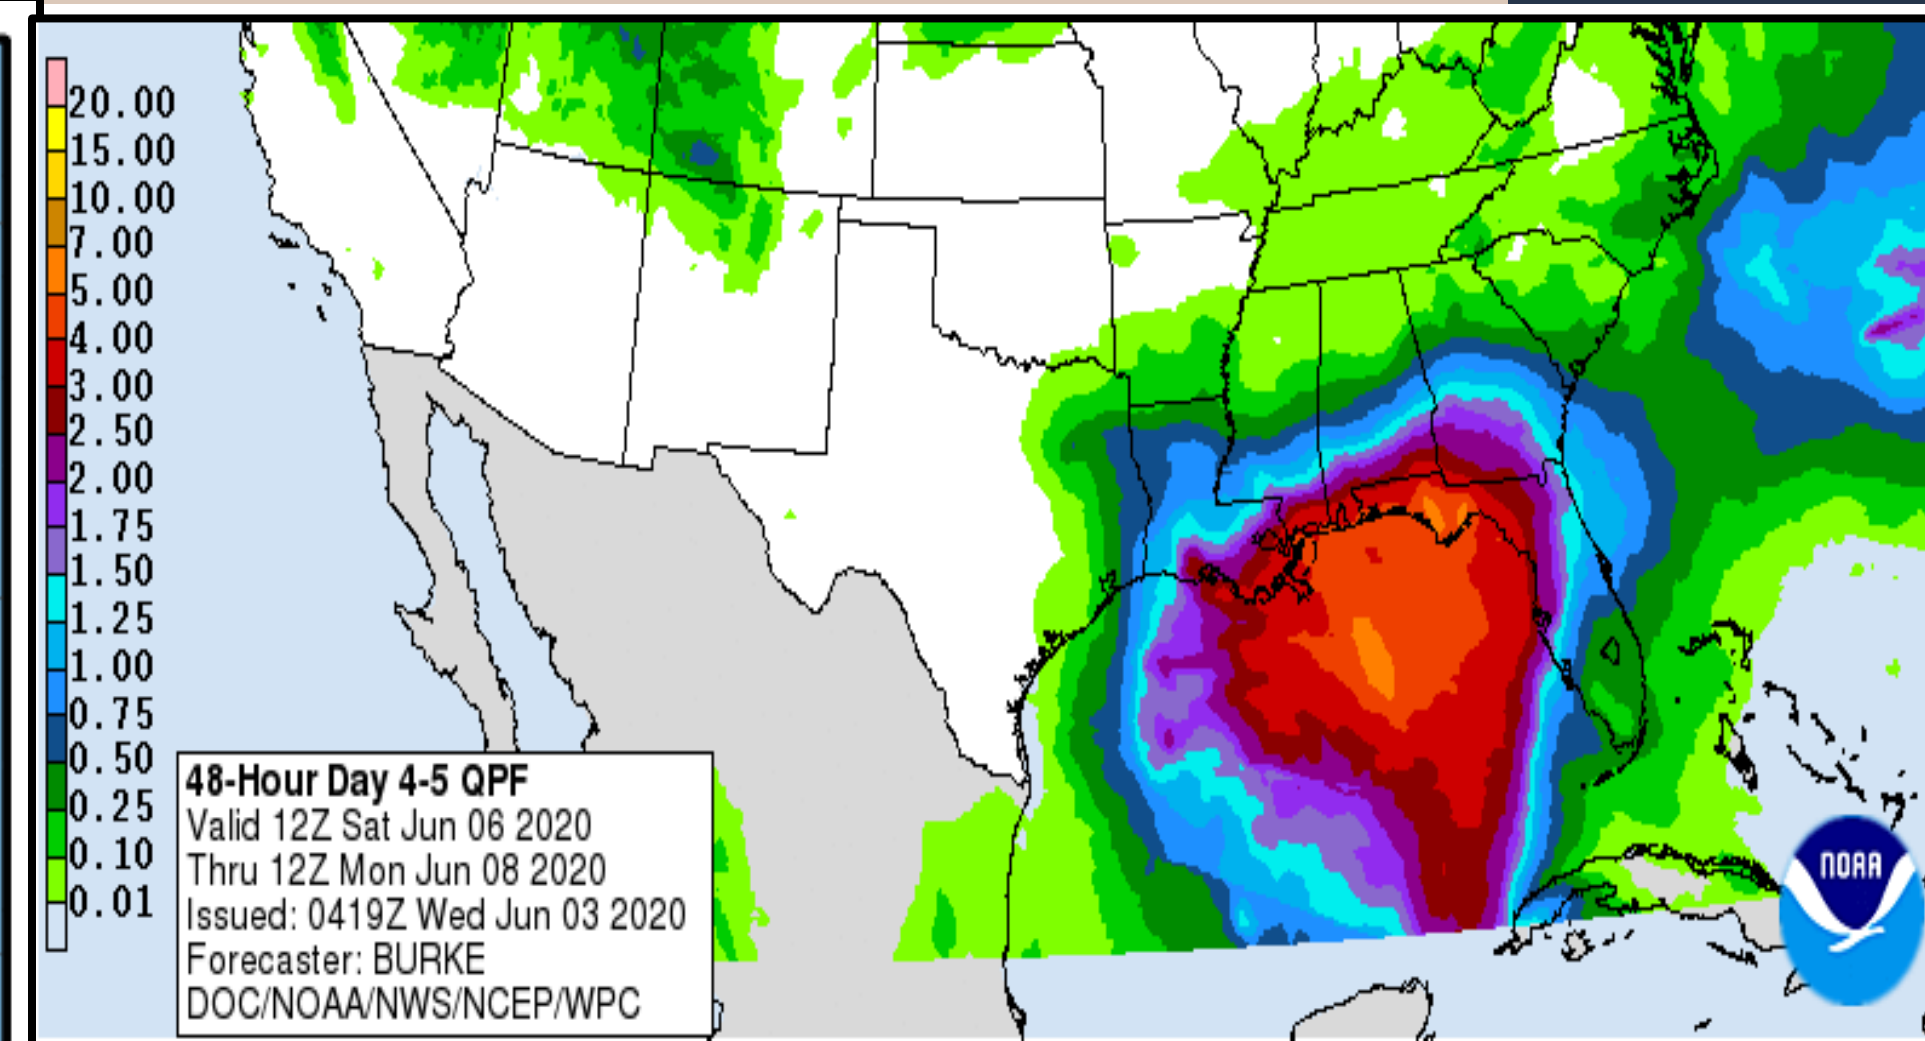 20.00
15.00
10.00
7.00
5.00
4.00
3.00
2.50
2.00
1.75
1.50
1.25
1.00
0.75
0.50
0.25
0.10
0.01
48-Hour Day 4-5 QPF
Valid 12Z Sat Jun 06 2020
Thru 12Z Mon Jun 08 2020
Issued: 0419Z Wed Jun 03 2020
Forecaster: BURKE
DOC/NOAA/NWS/NCEP/WPC
NOAA